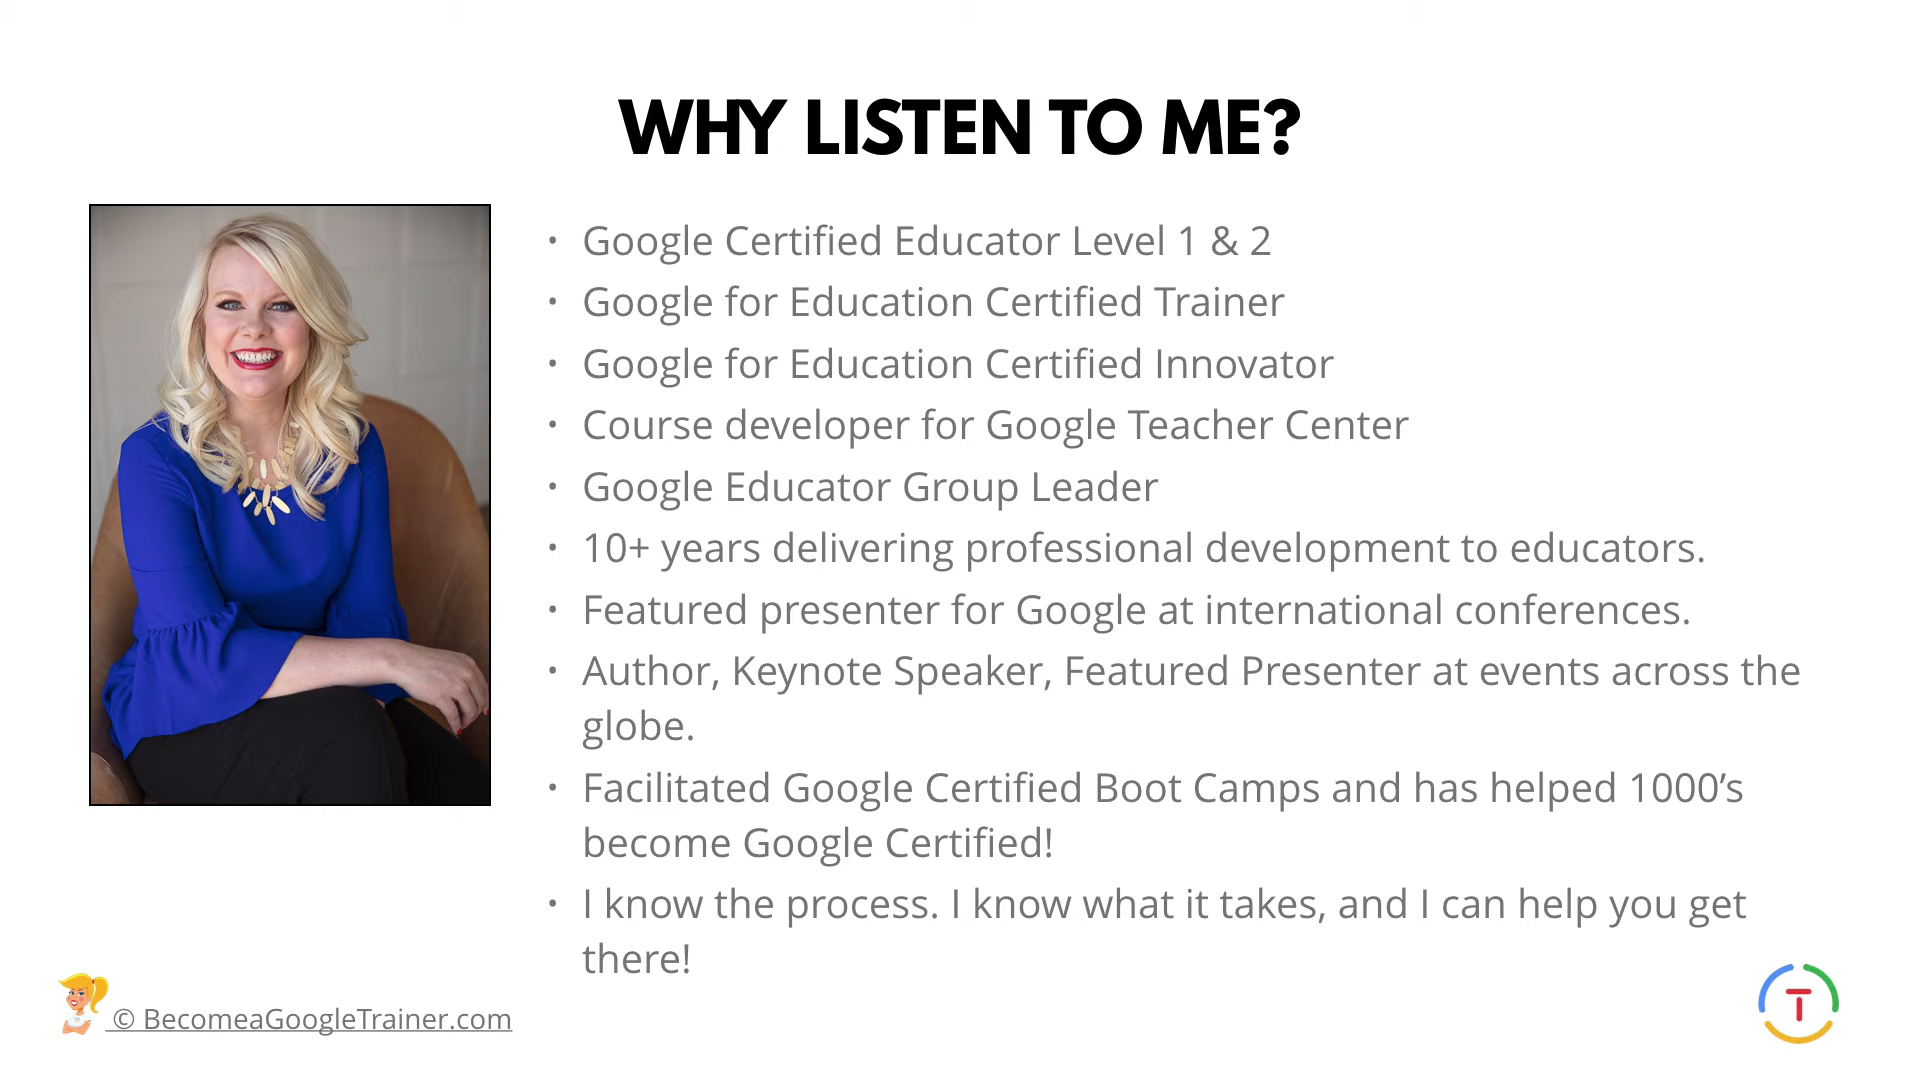 WHY LISTEN TO ME?
• Google Certified Educator Level 1 & 2
• Google for Education Certified Trainer
• Google for Education Certified Innovator
• Course developer for Google Teacher Center
• Google Educator Group Leader
• 10+ years delivering professional development to educators.
• Featured presenter for Google at international conferences.
• Author, Keynote Speaker, Featured Presenter at events across the
globe.
• Facilitated Google Certified Boot Camps and has helped 1000’s
become Google Certified!
• I know the process. I know what it takes, and I can help you get
there!
© BecomeaGoogleTrainer.com
T